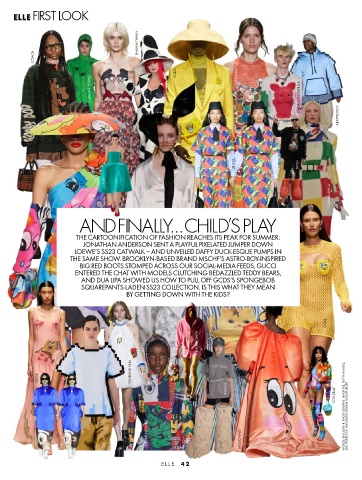 ELLE FIRST LOOK
AND FINALLY... CHILD'S PLAY
THE CARTOONIFICATION OF FASHION REACHES ITS PEAK FOR SUMMER:
JONATHAN ANDERSON SENT A PLAYFUL PIXELATED JUMPER DOWN
LOEWE'S SS23 CATWALK – AND UNVEILED DAFFY DUCK-ESQUE PUMPS IN
THE SAME SHOW. BROOKLYN-BASED BRAND MSCHF'S ASTRO-BOY-INSPIRED
BIG RED BOOTS STOMPED ACROSS OUR SOCIAL-MEDIA FEEDS, GUCCI
ENTERED THE CHAT WITH MODELS CLUTCHING BEDAZZLED TEDDY BEARS,
AND DUA LIPA SHOWED US HOW TO PULL OFF GCDS'S SPONGEBOB
SQUAREPANTS-LADEN SS23 COLLECTION. IS THIS WHAT THEY MEAN
BY GETTING DOWN WITH THE KIDS?
ELLE 42